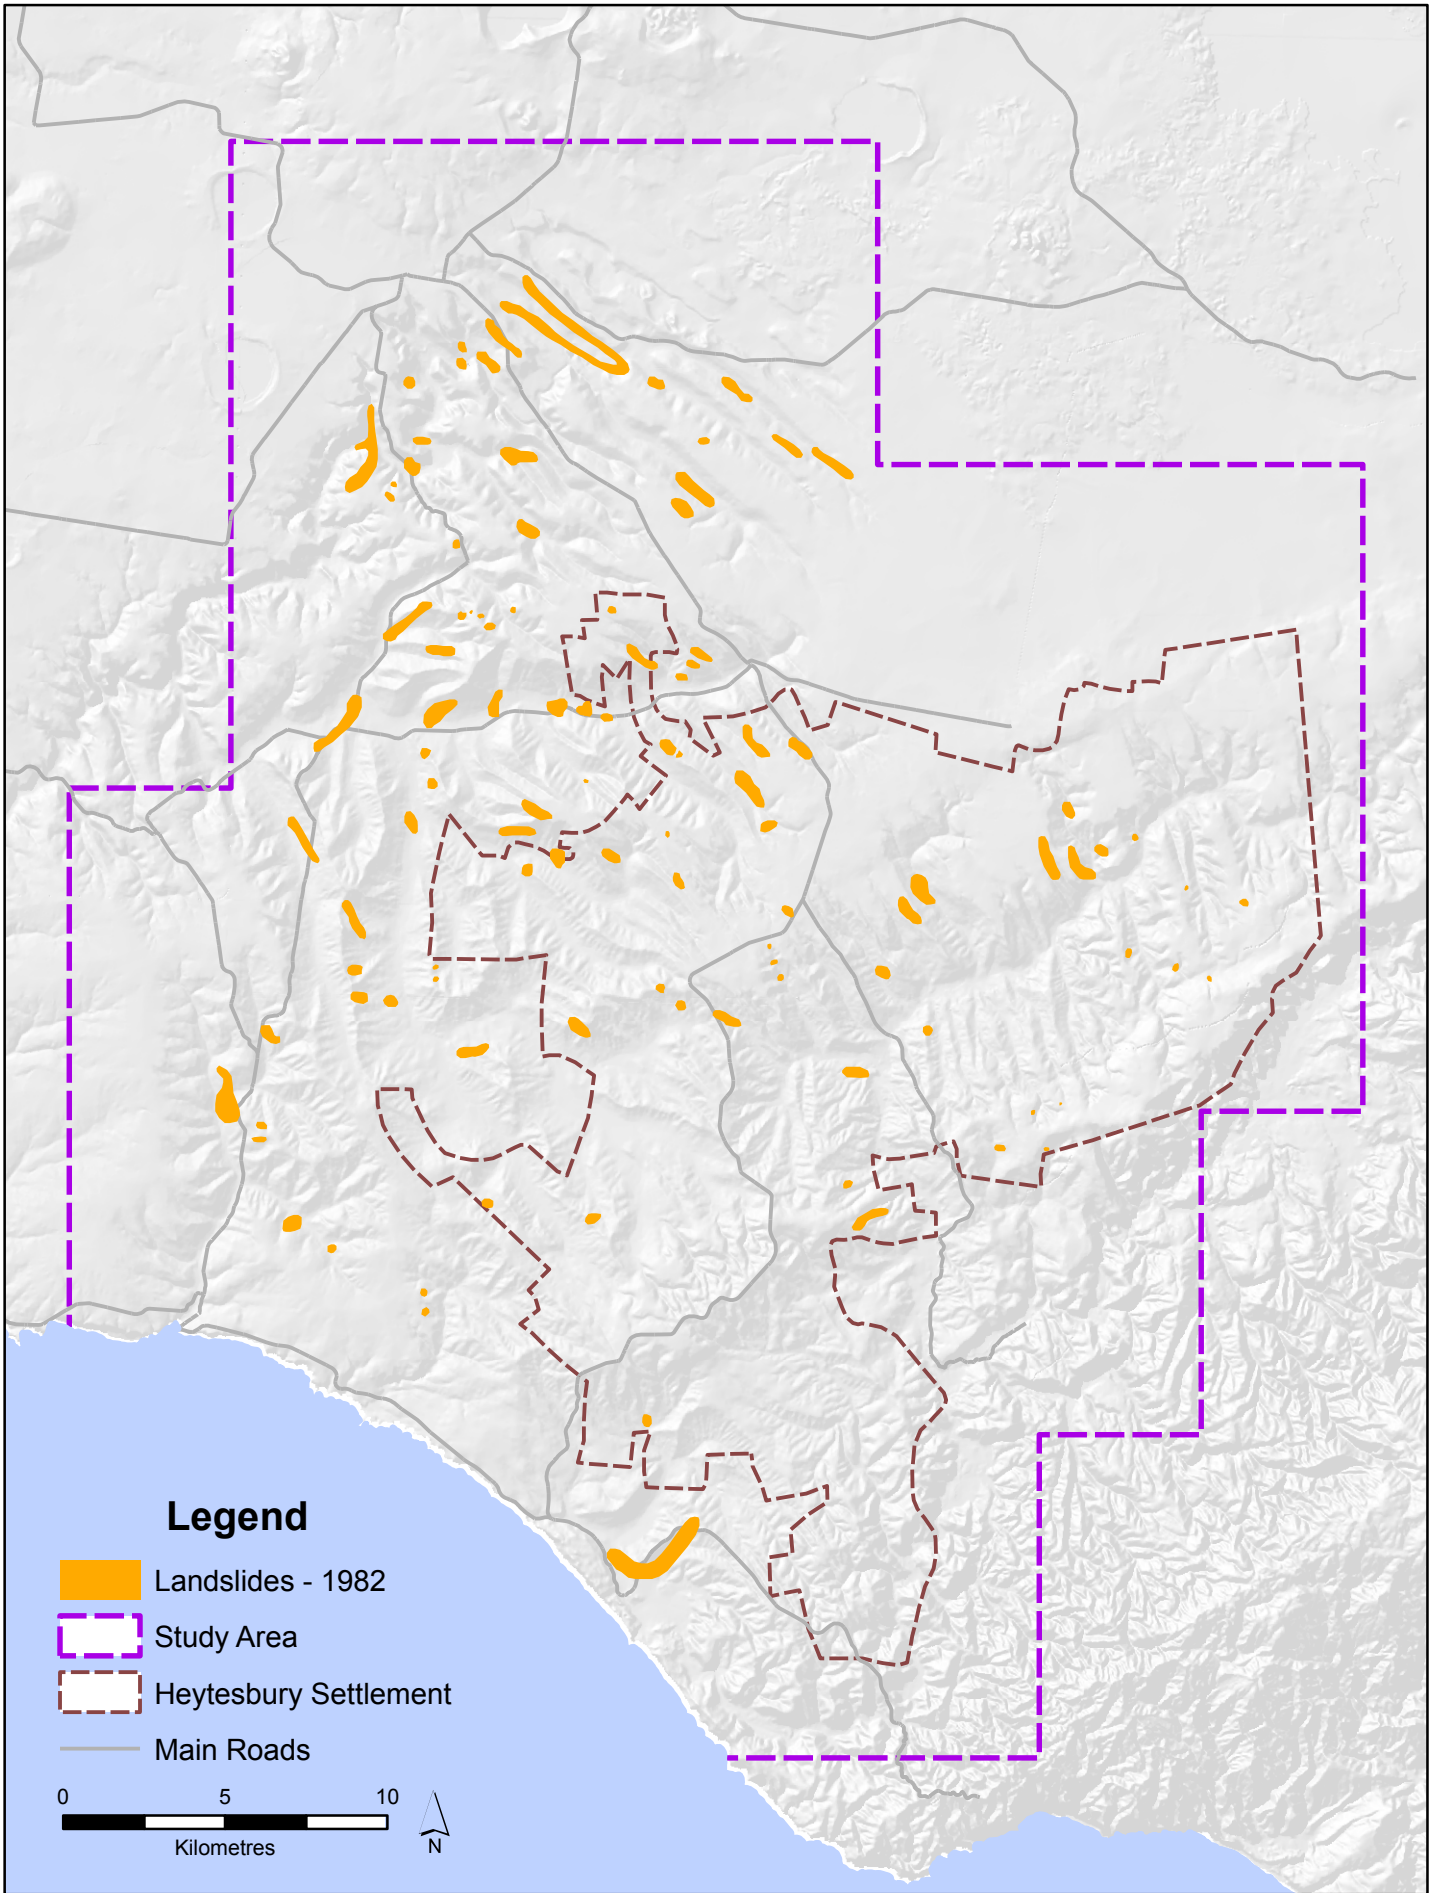 Legend
Landslides - 1982
Study Area
Heytesbury Settlement
Main Roads
0 5 10
Kilometres
N